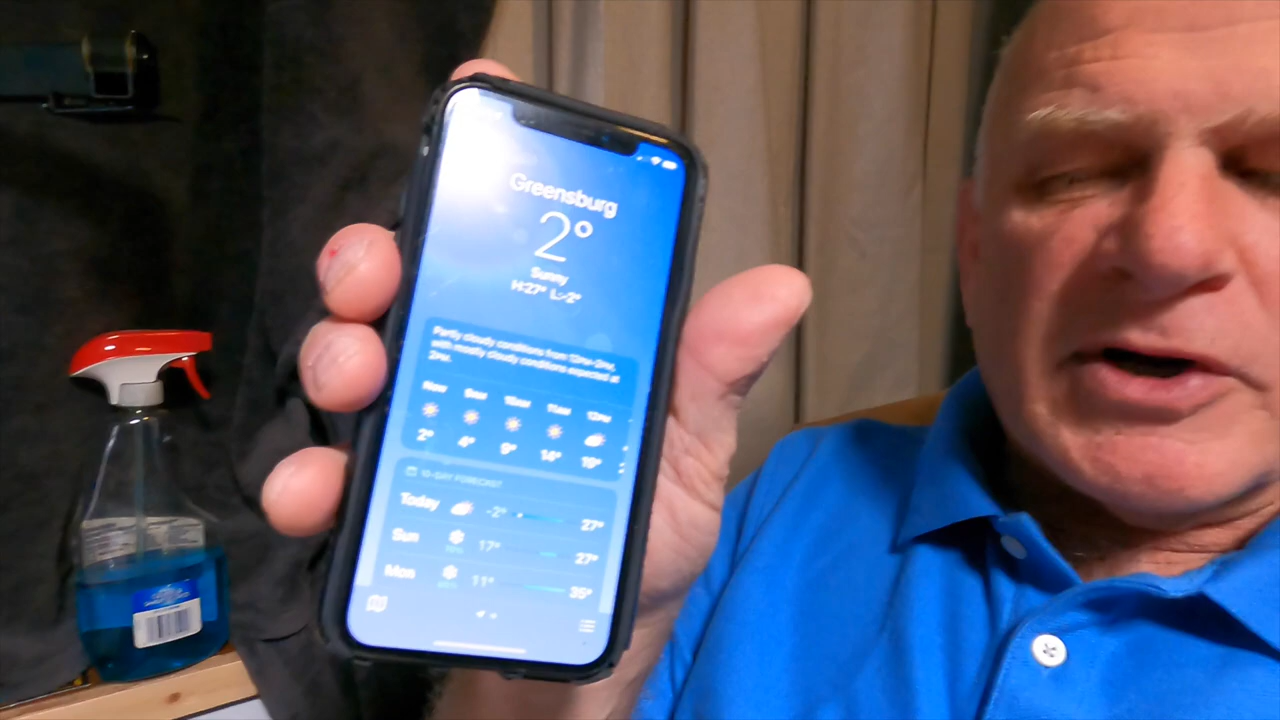 Greensburg
2°
Sunny
H:27° L:-2°
Partly cloudy conditions from 12PM-2PM,
with mostly cloudy conditions expected at
2PM.
Now 9AM 10AM 11AM 12PM
2° 4° 9° 14° 19°
10-DAY FORECAST
Today -2° 27°
Sun 17° 27°
Mon 11° 35°